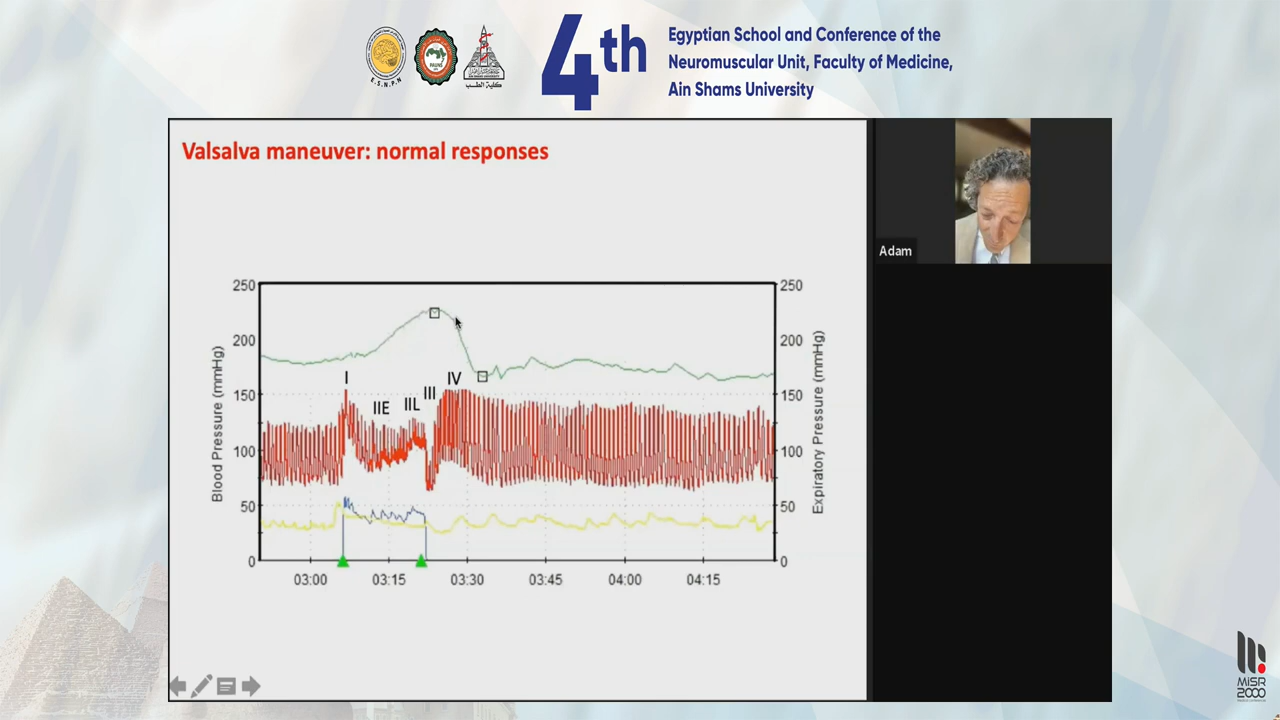 E.S.N.P.N
كلية الطب
4th
Egyptian School and Conference of the
Neuromuscular Unit, Faculty of Medicine,
Ain Shams University
Valsalva maneuver: normal responses
Adam
250
200
150
100
50
0
Blood Pressure (mmHg)
I
IIE
IIL
III
IV
250
200
150
100
50
0
Expiratory Pressure (mmHg)
03:00
03:15
03:30
03:45
04:00
04:15
MiSR
2000